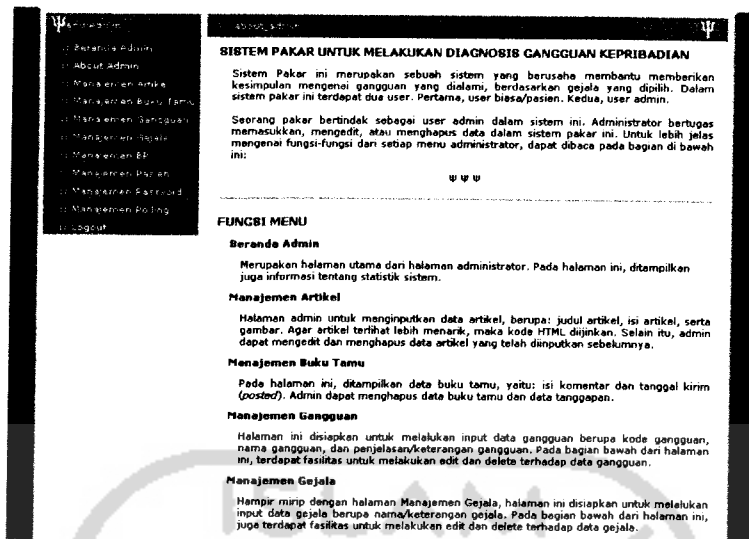 :: Beranda Admin
:: About Admin
:: Manajemen Artikel
:: Manajemen Buku Tamu
:: Manajemen Gangguan
:: Manajemen Gejala
:: Manajemen BP
:: Manajemen Pasien
:: Manajemen Password
:: Manajemen Polling
:: Logout
:: about_admin
SISTEM PAKAR UNTUK MELAKUKAN DIAGNOSIS GANGGUAN KEPRIBADIAN
Sistem Pakar ini merupakan sebuah sistem yang berusaha membantu memberikan
kesimpulan mengenai gangguan yang dialami, berdasarkan gejala yang dipilih. Dalam
sistem pakar ini terdapat dua user. Pertama, user biasa/pasien. Kedua, user admin.
Seorang pakar bertindak sebagai user admin dalam sistem ini. Administrator bertugas
memasukkan, mengedit, atau menghapus data dalam sistem pakar ini. Untuk lebih jelas
mengenai fungsi-fungsi dari setiap menu administrator, dapat dibaca pada bagian di bawah
ini:
Ψ Ψ Ψ
FUNGSI MENU
Beranda Admin
Merupakan halaman utama dari halaman administrator. Pada halaman ini, ditampilkan
juga informasi tentang statistik sistem.
Manajemen Artikel
Halaman admin untuk menginputkan data artikel, berupa: judul artikel, isi artikel, serta
gambar. Agar artikel terlihat lebih menarik, maka kode HTML diijinkan. Selain itu, admin
dapat mengedit dan menghapus data artikel yang telah diinputkan sebelumnya.
Manajemen Buku Tamu
Pada halaman ini, ditampilkan data buku tamu, yaitu: isi komentar dan tanggal kirim
(posted). Admin dapat menghapus data buku tamu dan data tanggapan.
Manajemen Gangguan
Halaman ini disiapkan untuk melalukan input data gangguan berupa kode gangguan,
nama gangguan, dan penjelasan/keterangan gangguan. Pada bagian bawah dari halaman
ini, terdapat fasilitas untuk melakukan edit dan delete terhadap data gangguan.
Manajemen Gejala
Hampir mirip dengan halaman Manajemen Gejala, halaman ini disiapkan untuk melalukan
input data gejala berupa nama/keterangan gejala. Pada bagian bawah dari halaman ini,
juga terdapat fasilitas untuk melakukan edit dan delete terhadap data gejala.
ISLAM